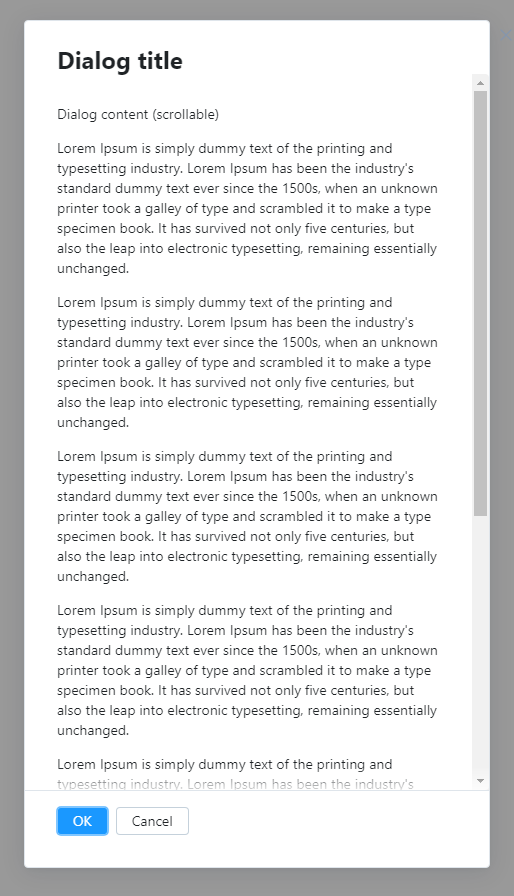 Dialog title
Dialog content (scrollable)
Lorem Ipsum is simply dummy text of the printing and
typesetting industry. Lorem Ipsum has been the industry's
standard dummy text ever since the 1500s, when an unknown
printer took a galley of type and scrambled it to make a type
specimen book. It has survived not only five centuries, but
also the leap into electronic typesetting, remaining essentially
unchanged.
Lorem Ipsum is simply dummy text of the printing and
typesetting industry. Lorem Ipsum has been the industry's
standard dummy text ever since the 1500s, when an unknown
printer took a galley of type and scrambled it to make a type
specimen book. It has survived not only five centuries, but
also the leap into electronic typesetting, remaining essentially
unchanged.
Lorem Ipsum is simply dummy text of the printing and
typesetting industry. Lorem Ipsum has been the industry's
standard dummy text ever since the 1500s, when an unknown
printer took a galley of type and scrambled it to make a type
specimen book. It has survived not only five centuries, but
also the leap into electronic typesetting, remaining essentially
unchanged.
Lorem Ipsum is simply dummy text of the printing and
typesetting industry. Lorem Ipsum has been the industry's
standard dummy text ever since the 1500s, when an unknown
printer took a galley of type and scrambled it to make a type
specimen book. It has survived not only five centuries, but
also the leap into electronic typesetting, remaining essentially
unchanged.
Lorem Ipsum is simply dummy text of the printing and
typesetting industry. Lorem Ipsum has been the industry's
OK
Cancel